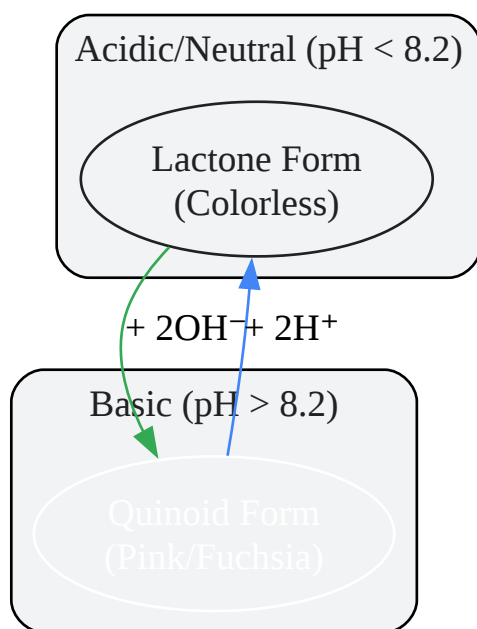 Acidic/Neutral (pH < 8.2)
Lactone Form
(Colorless)
+ 2OH⁻
+ 2H⁺
Basic (pH > 8.2)
Quinoid Form
(Pink/Fuchsia)